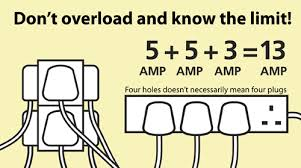 Don't overload and know the limit!
5 + 5 + 3 = 13
AMP AMP AMP AMP
Four holes doesn't necessarily mean four plugs